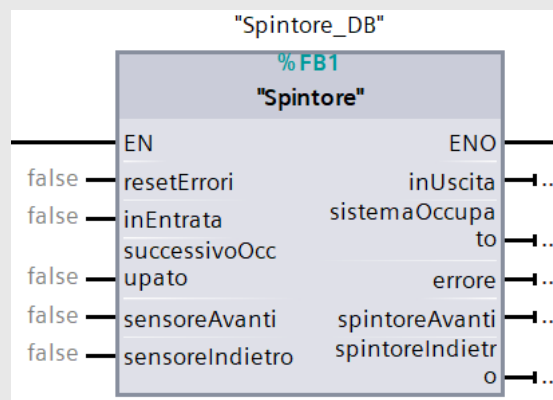 "Spintore_DB"
%FB1
"Spintore"
EN ENO
false resetErrori inUscita ...
false inEntrata sistemaOccupa
to ...
successivoOcc
false upato errore ...
false sensoreAvanti spintoreAvanti ...
false sensoreIndietro spintoreIndietr
o ...